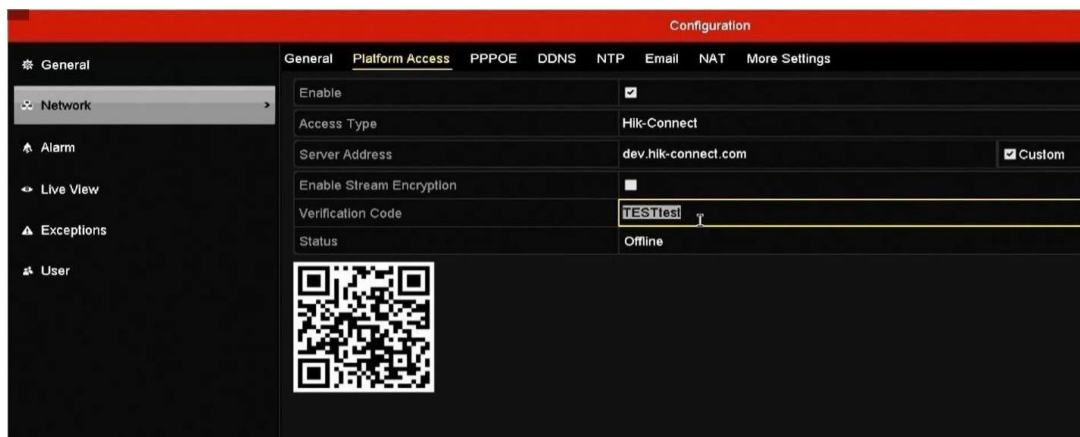 Configuration
General
Network
Alarm
Live View
Exceptions
User
General Platform Access PPPOE DDNS NTP Email NAT More Settings
Enable
Access Type Hik-Connect
Server Address dev.hik-connect.com Custom
Enable Stream Encryption
Verification Code TESTtest
Status Offline